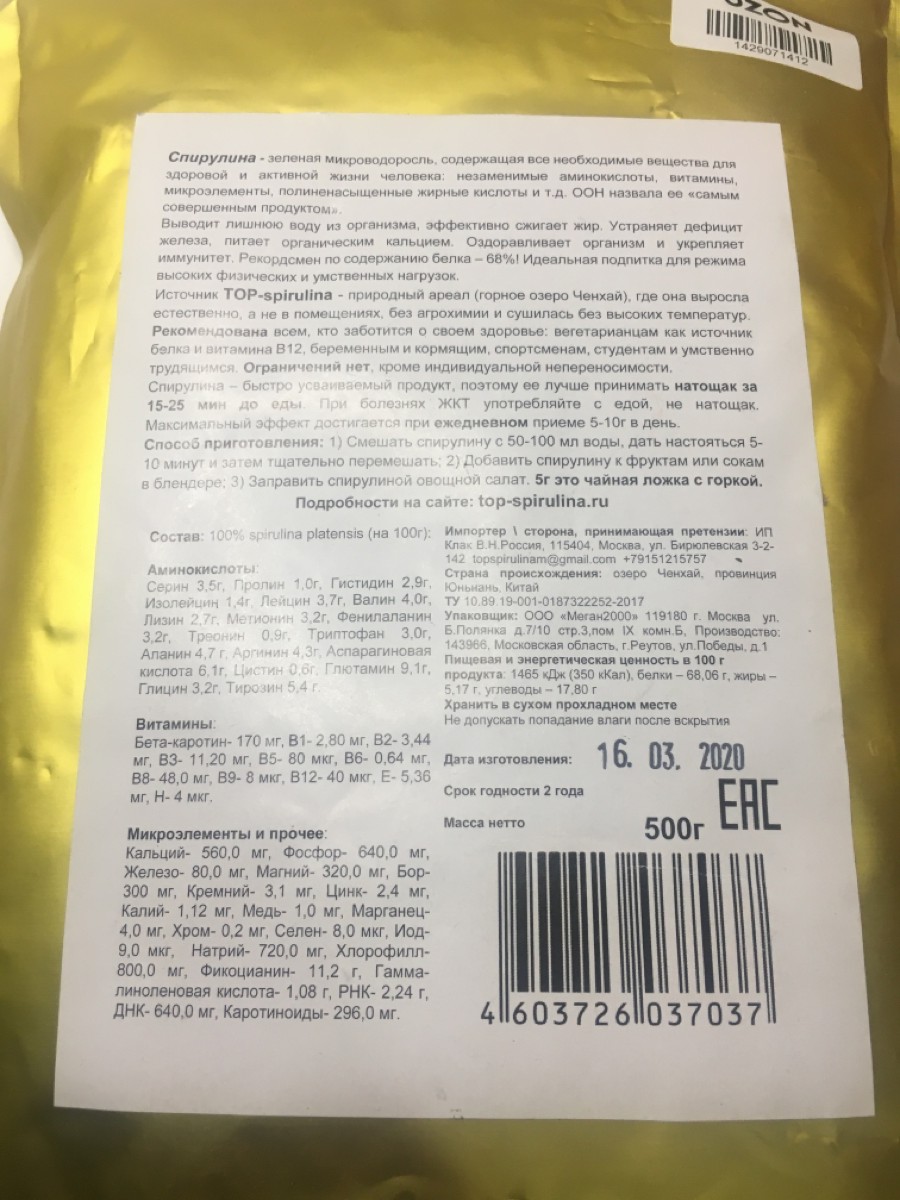 OZON
1429071412
Спирулина - зеленая микроводоросль, содержащая все необходимые вещества для
здоровой и активной жизни человека: незаменимые аминокислоты, витамины,
микроэлементы, полиненасыщенные жирные кислоты и т.д. ООН назвала ее «самым
совершенным продуктом».
Выводит лишнюю воду из организма, эффективно сжигает жир. Устраняет дефицит
железа, питает органическим кальцием. Оздоравливает организм и укрепляет
иммунитет. Рекордсмен по содержанию белка – 68%! Идеальная подпитка для режима
высоких физических и умственных нагрузок.
Источник TOP-spirulina - природный ареал (горное озеро Ченхай), где она выросла
естественно, а не в помещениях, без агрохимии и сушилась без высоких температур.
Рекомендована всем, кто заботится о своем здоровье: вегетарианцам как источник
белка и витамина В12, беременным и кормящим, спортсменам, студентам и умственно
трудящимся. Ограничений нет, кроме индивидуальной непереносимости.
Спирулина – быстро усваиваемый продукт, поэтому ее лучше принимать натощак за
15-25 мин до еды. При болезнях ЖКТ употребляйте с едой, не натощак.
Максимальный эффект достигается при ежедневном приеме 5-10г в день.
Способ приготовления: 1) Смешать спирулину с 50-100 мл воды, дать настояться 5-
10 минут и затем тщательно перемешать; 2) Добавить спирулину к фруктам или сокам
в блендере; 3) Заправить спирулиной овощной салат. 5г это чайная ложка с горкой.
Подробности на сайте: top-spirulina.ru
Состав: 100% spirulina platensis (на 100г):
Аминокислоты:
Серин 3,5г, Пролин 1,0г, Гистидин 2,9г,
Изолейцин 1,4г, Лейцин 3,7г, Валин 4,0г,
Лизин 2,7г, Метионин 3,2г, Фенилаланин
3,2г, Треонин 0,9г, Триптофан 3,0г,
Аланин 4,7 г, Аргинин 4,3г, Аспарагиновая
кислота 6,1г, Цистин 0,6г, Глютамин 9,1г,
Глицин 3,2г, Тирозин 5,4 г.
Витамины:
Бета-каротин- 170 мг, В1- 2,80 мг, В2- 3,44
мг, В3- 11,20 мг, В5- 80 мкг, В6- 0,64 мг,
В8- 48,0 мг, В9- 8 мкг, В12- 40 мкг, Е- 5,36
мг, Н- 4 мкг.
Микроэлементы и прочее:
Кальций- 560,0 мг, Фосфор- 640,0 мг,
Железо- 80,0 мг, Магний- 320,0 мг, Бор-
300 мг, Кремний- 3,1 мг, Цинк- 2,4 мг,
Калий- 1,12 мг, Медь- 1,0 мг, Марганец-
4,0 мг, Хром- 0,2 мг, Селен- 8,0 мкг, Иод-
9,0 мкг, Натрий- 720,0 мг, Хлорофилл-
800,0 мг, Фикоцианин- 11,2 г, Гамма-
линоленовая кислота- 1,08 г, РНК- 2,24 г,
ДНК- 640,0 мг, Каротиноиды- 296,0 мг.
Импортер \ сторона, принимающая претензии: ИП
Клак В.Н.Россия, 115404, Москва, ул. Бирюлевская 3-2-
142 topspirulinam@gmail.com +79151215757
Страна происхождения: озеро Ченхай, провинция
Юньнань, Китай
ТУ 10.89.19-001-0187322252-2017
Упаковщик: ООО «Меган2000» 119180 г. Москва ул.
Б.Полянка д.7/10 стр.3,пом IX комн.Б, Производство:
143966, Московская область, г.Реутов, ул.Победы, д.1
Пищевая и энергетическая ценность в 100 г
продукта: 1465 кДж (350 кКал), белки – 68,06 г, жиры –
5,17 г, углеводы – 17,80 г
Хранить в сухом прохладном месте
Не допускать попадание влаги после вскрытия
Дата изготовления: 16. 03. 2020
Срок годности 2 года
Масса нетто 500г
EAC
4 603726 037037